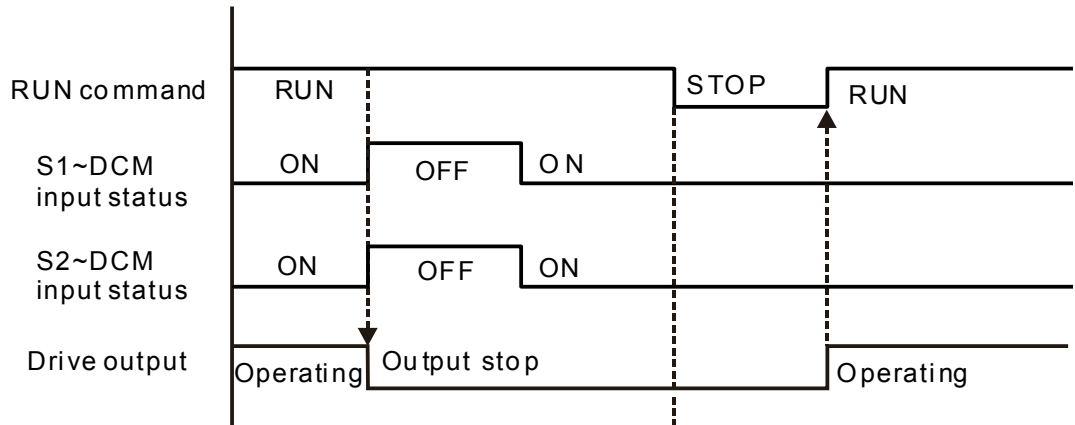 RUN command
RUN
STOP
RUN
S1~DCM
input status
ON
OFF
ON
S2~DCM
input status
ON
OFF
ON
Drive output
Operating
Output stop
Operating